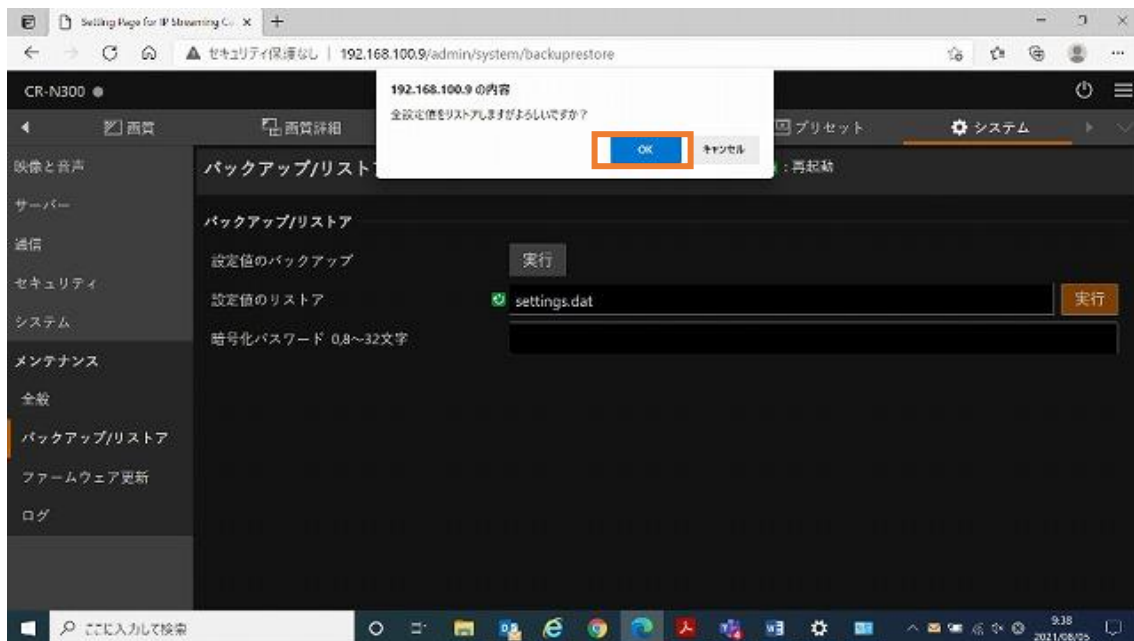 Setting Page for IP Streaming C
セキュリティ保護なし | 192.168.100.9/admin/system/backuprestore
CR-N300
192.168.100.9 の内容
全設定値をリストアしますがよろしいですか?
OK
キャンセル
画質
画質詳細
プリセット
システム
映像と音声
サーバー
通信
セキュリティ
システム
メンテナンス
全般
バックアップ/リストア
ファームウェア更新
ログ
バックアップ/リスト
:再起動
バックアップ/リストア
設定値のバックアップ
実行
設定値のリストア
settings.dat
実行
暗号化パスワード 0,8～32文字
ここに入力して検索
9:38
2021/08/05